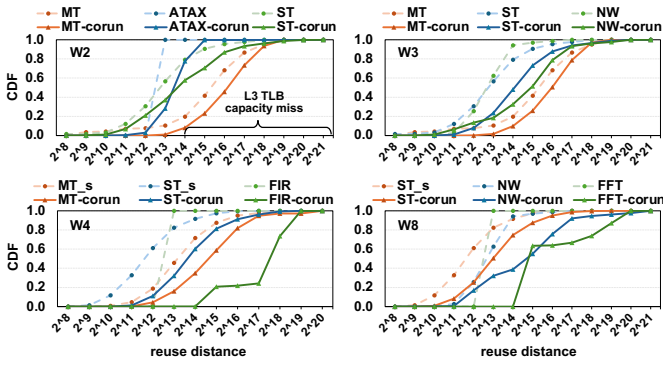 MT ATAX ST
MT-corun ATAX-corun ST-corun
MT ST NW
MT-corun ST-corun NW-corun
CDF
1.0
0.8
0.6
0.4
0.2
0.0
W2
L3 TLB
capacity miss
2^8 2^9 2^10 2^11 2^12 2^13 2^14 2^15 2^16 2^17 2^18 2^19 2^20 2^21
1.0
0.8
0.6
0.4
0.2
0.0
W3
2^8 2^9 2^10 2^11 2^12 2^13 2^14 2^15 2^16 2^17 2^18 2^19 2^20 2^21
MT_s ST_s FIR
MT-corun ST-corun FIR-corun
ST_s NW FFT
ST-corun NW-corun FFT-corun
CDF
1.0
0.8
0.6
0.4
0.2
0.0
W4
2^8 2^9 2^10 2^11 2^12 2^13 2^14 2^15 2^16 2^17 2^18 2^19 2^20
reuse distance
1.0
0.8
0.6
0.4
0.2
0.0
W8
2^8 2^9 2^10 2^11 2^12 2^13 2^14 2^15 2^16 2^17 2^18 2^19 2^20 2^21
reuse distance